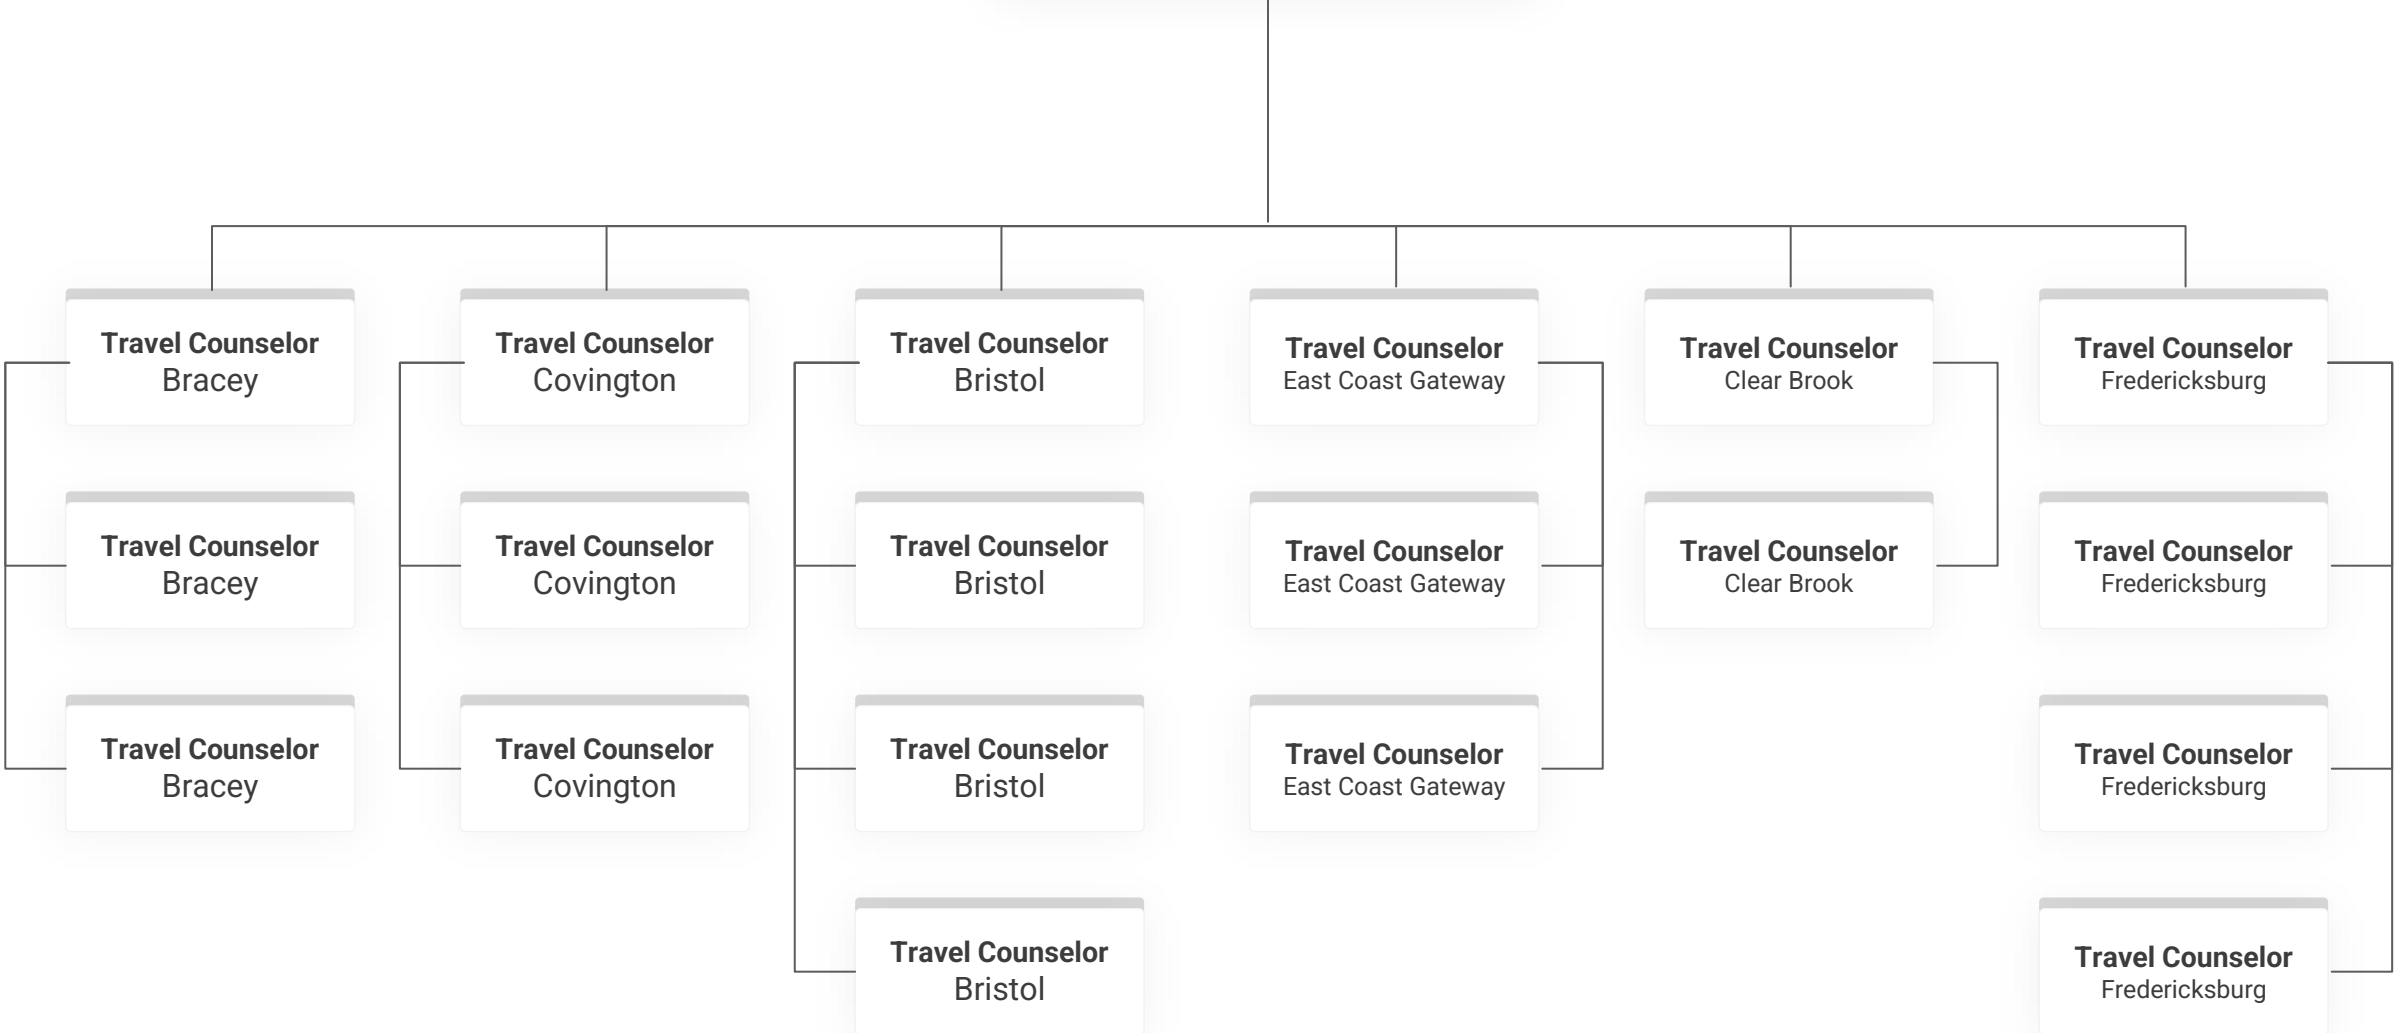 Travel Counselor
Bracey
Travel Counselor
Covington
Travel Counselor
Bristol
Travel Counselor
East Coast Gateway
Travel Counselor
Clear Brook
Travel Counselor
Fredericksburg
Travel Counselor
Bracey
Travel Counselor
Covington
Travel Counselor
Bristol
Travel Counselor
East Coast Gateway
Travel Counselor
Clear Brook
Travel Counselor
Fredericksburg
Travel Counselor
Bracey
Travel Counselor
Covington
Travel Counselor
Bristol
Travel Counselor
East Coast Gateway
Travel Counselor
Fredericksburg
Travel Counselor
Bristol
Travel Counselor
Fredericksburg